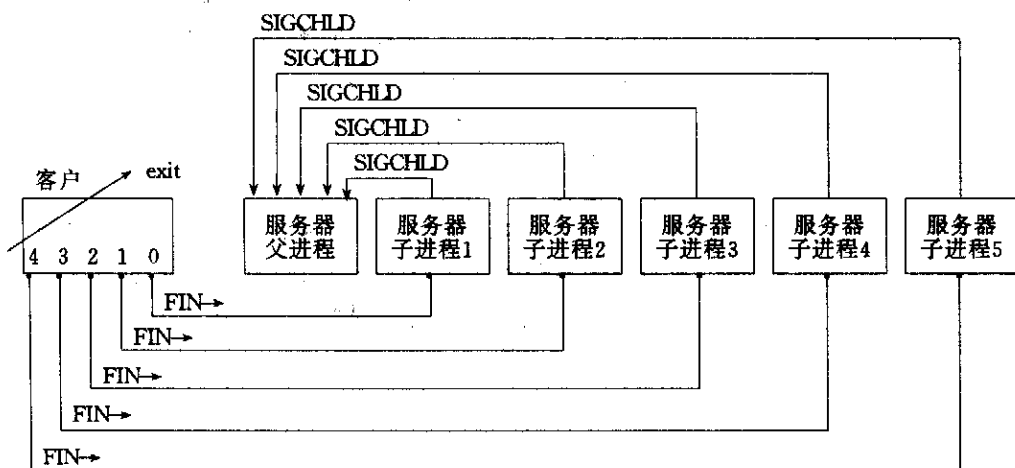 SIGCHLD
SIGCHLD
SIGCHLD
SIGCHLD
SIGCHLD
客户
exit
服务器
父进程
服务器
子进程1
服务器
子进程2
服务器
子进程3
服务器
子进程4
服务器
子进程5
4 3 2 1 0
FIN→
FIN→
FIN→
FIN→
FIN→